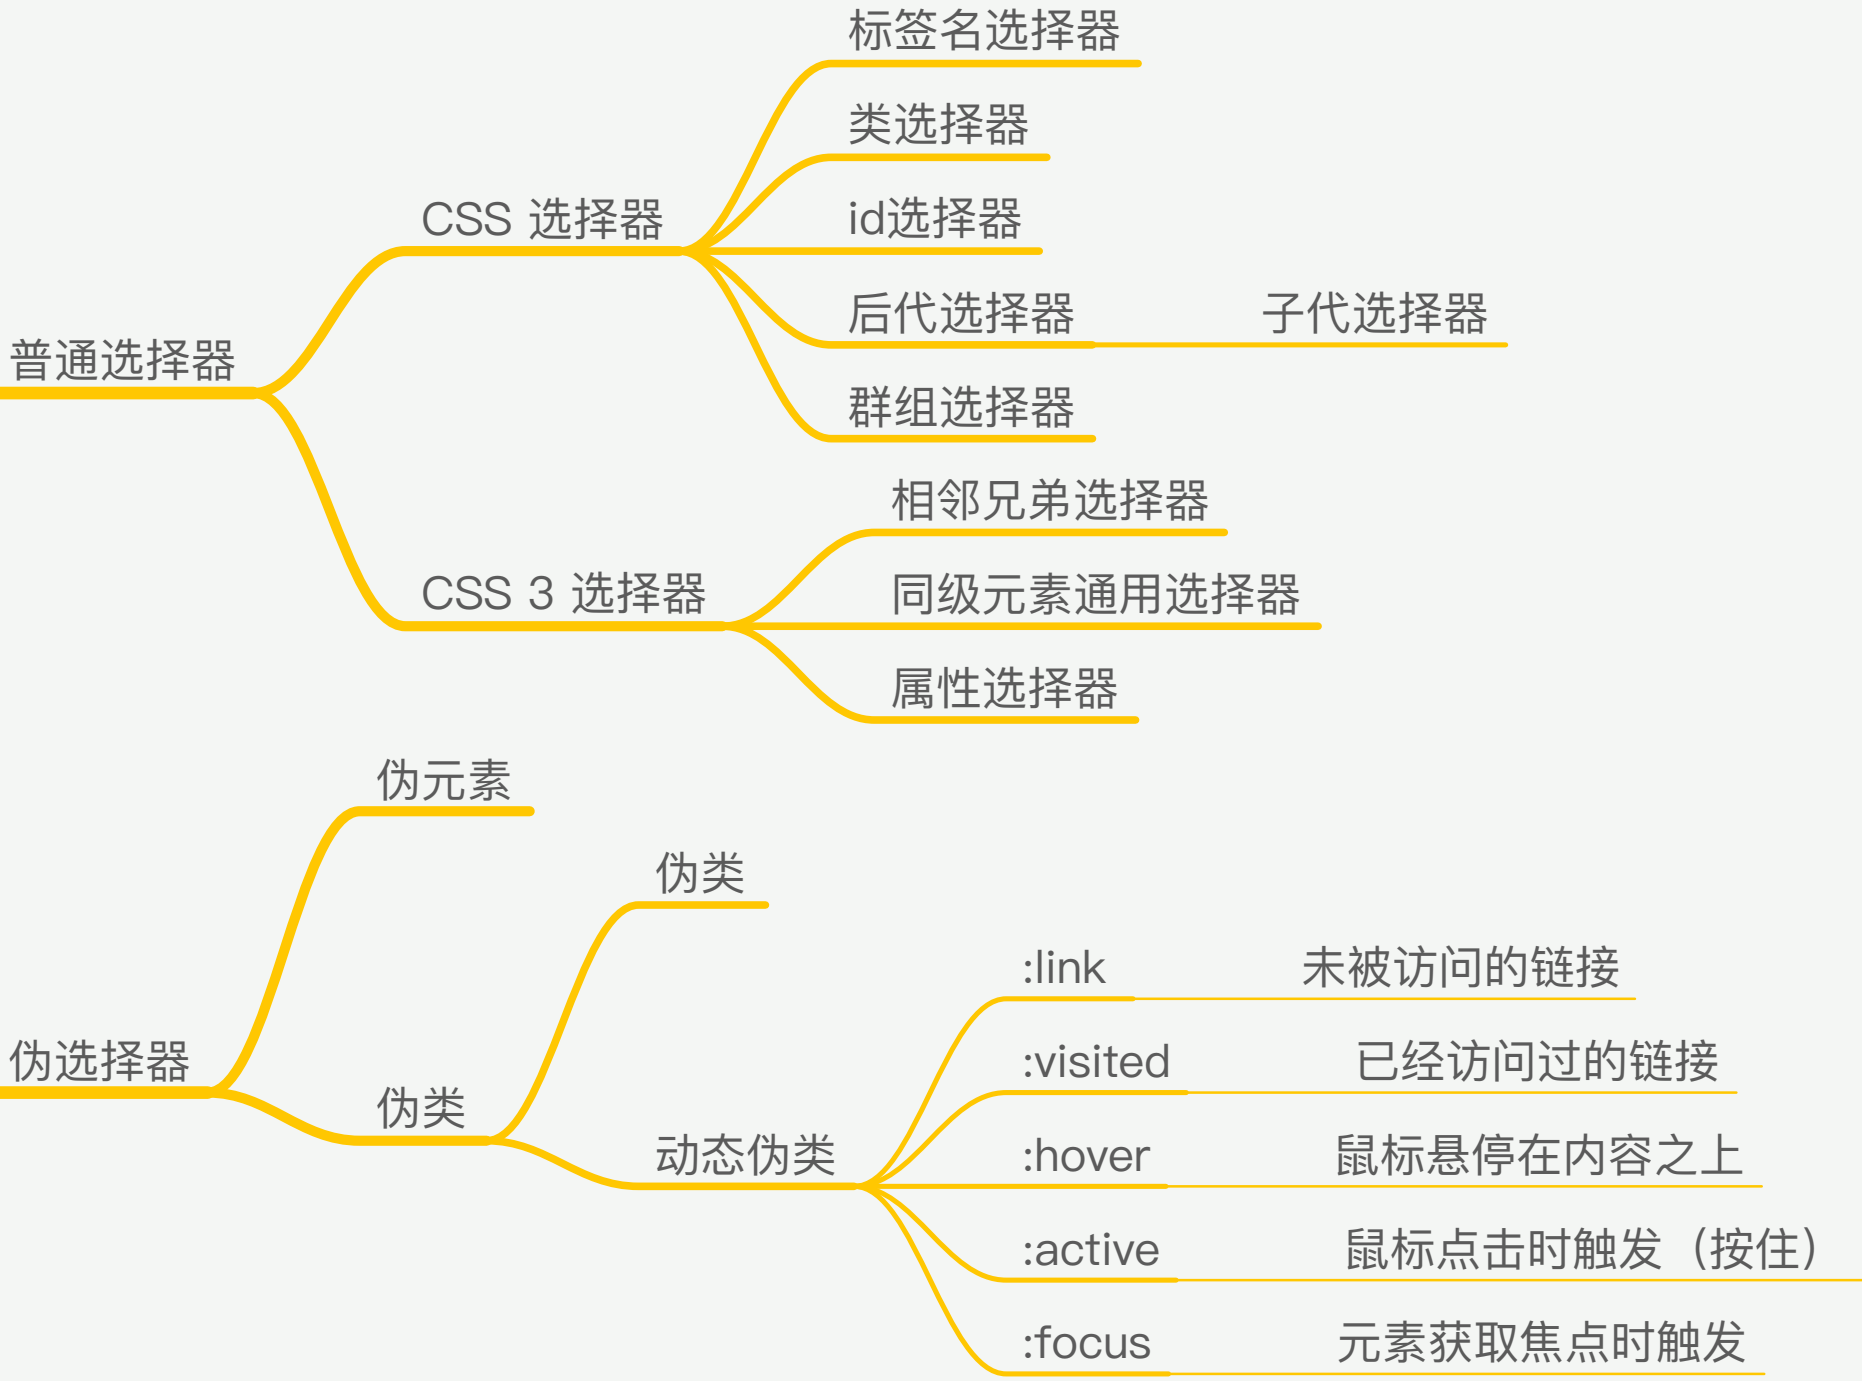 标签名选择器
类选择器
CSS 选择器
id选择器
后代选择器 子代选择器
普通选择器
群组选择器
相邻兄弟选择器
CSS 3 选择器
同级元素通用选择器
属性选择器
伪元素
伪类
:link 未被访问的链接
伪选择器
:visited 已经访问过的链接
伪类
动态伪类
:hover 鼠标悬停在内容之上
:active 鼠标点击时触发（按住）
:focus 元素获取焦点时触发